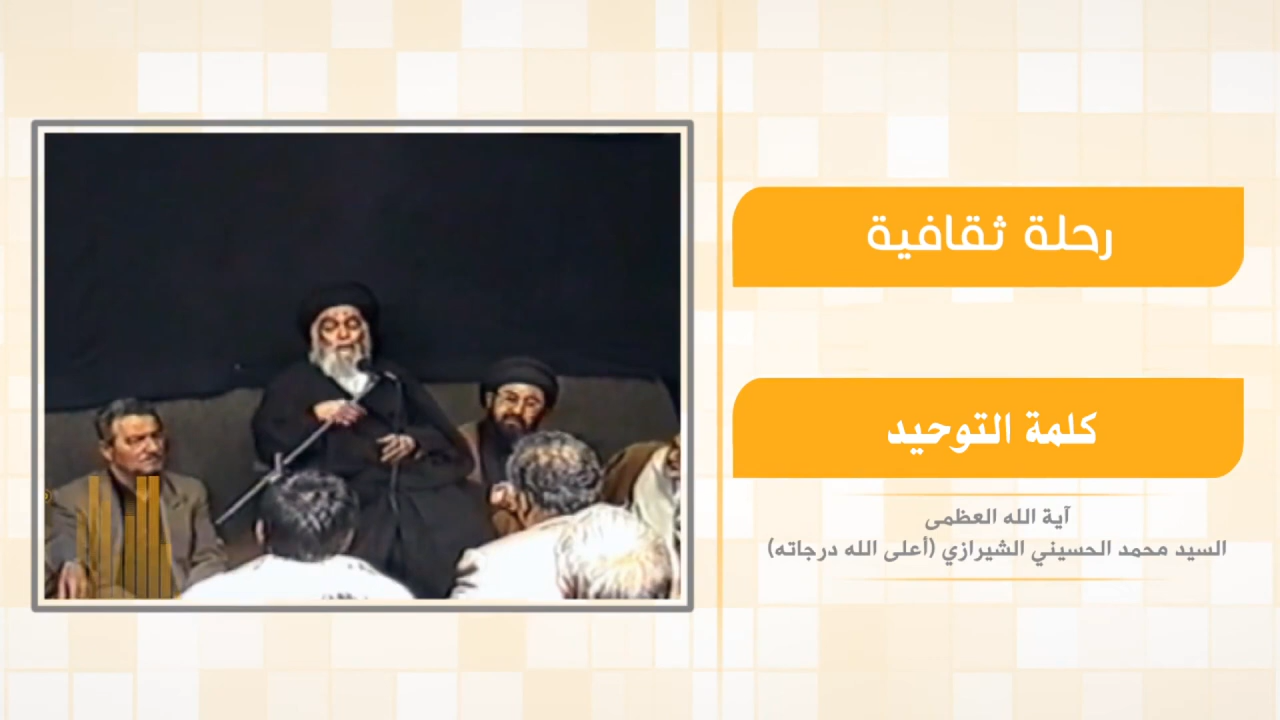 رحلة ثقافية
كلمة التوحيد
آية الله العظمى
السيد محمد الحسيني الشيرازي (أعلى الله درجاته)